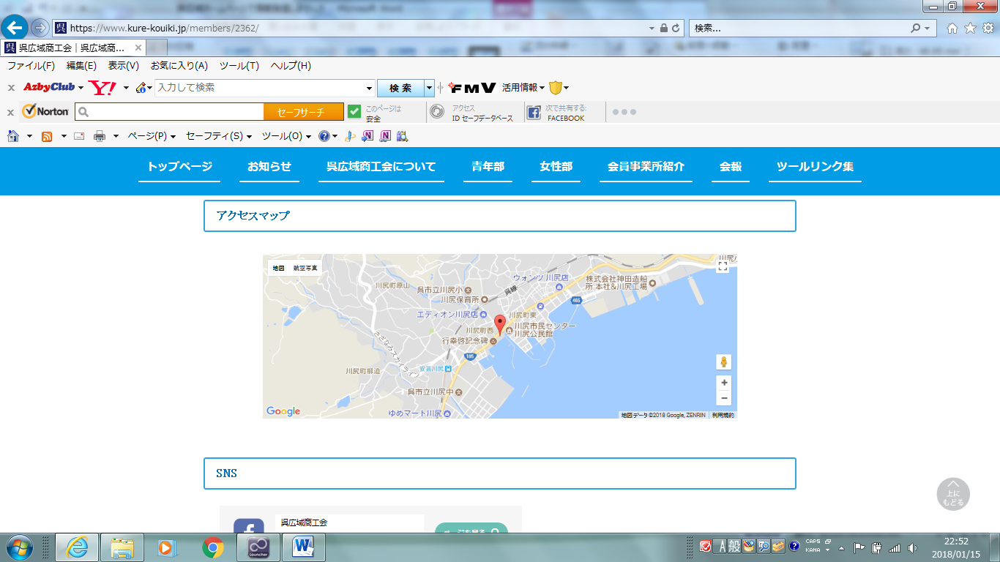 https://www.kure-kouiki.jp/members/2362/
検索...
呉 呉広域商工会｜呉広域商...
ファイル(F) 編集(E) 表示(V) お気に入り(A) ツール(T) ヘルプ(H)
AzbyClub Y! 入力して検索 検 索 FMV 活用情報
Norton セーフサーチ このページは 安全 アクセス ID セーフデータベース 次で共有する: FACEBOOK
ページ(P) セーフティ(S) ツール(O)
トップページ お知らせ 呉広域商工会について 青年部 女性部 会員事業所紹介 会報 ツールリンク集
アクセスマップ
地図 航空写真
川尻町原山
呉市立川尻小
川尻保育所
呉線
ウォンツ 川尻店
株式会社神田造船
所 本社&川尻工場
465
エディオン川尻店
川尻町東
川尻町西
川尻市民センター
川尻公民館
行幸啓記念碑
185
さざなみスカイライン
安芸川尻
川尻町柳迫
呉市立川尻中
ゆめマート川尻
Google
地図データ ©2018 Google, ZENRIN 利用規約
SNS
上に
もどる
呉広域商工会
Launcher
A 般
CAPS
KANA
22:52
2018/01/15